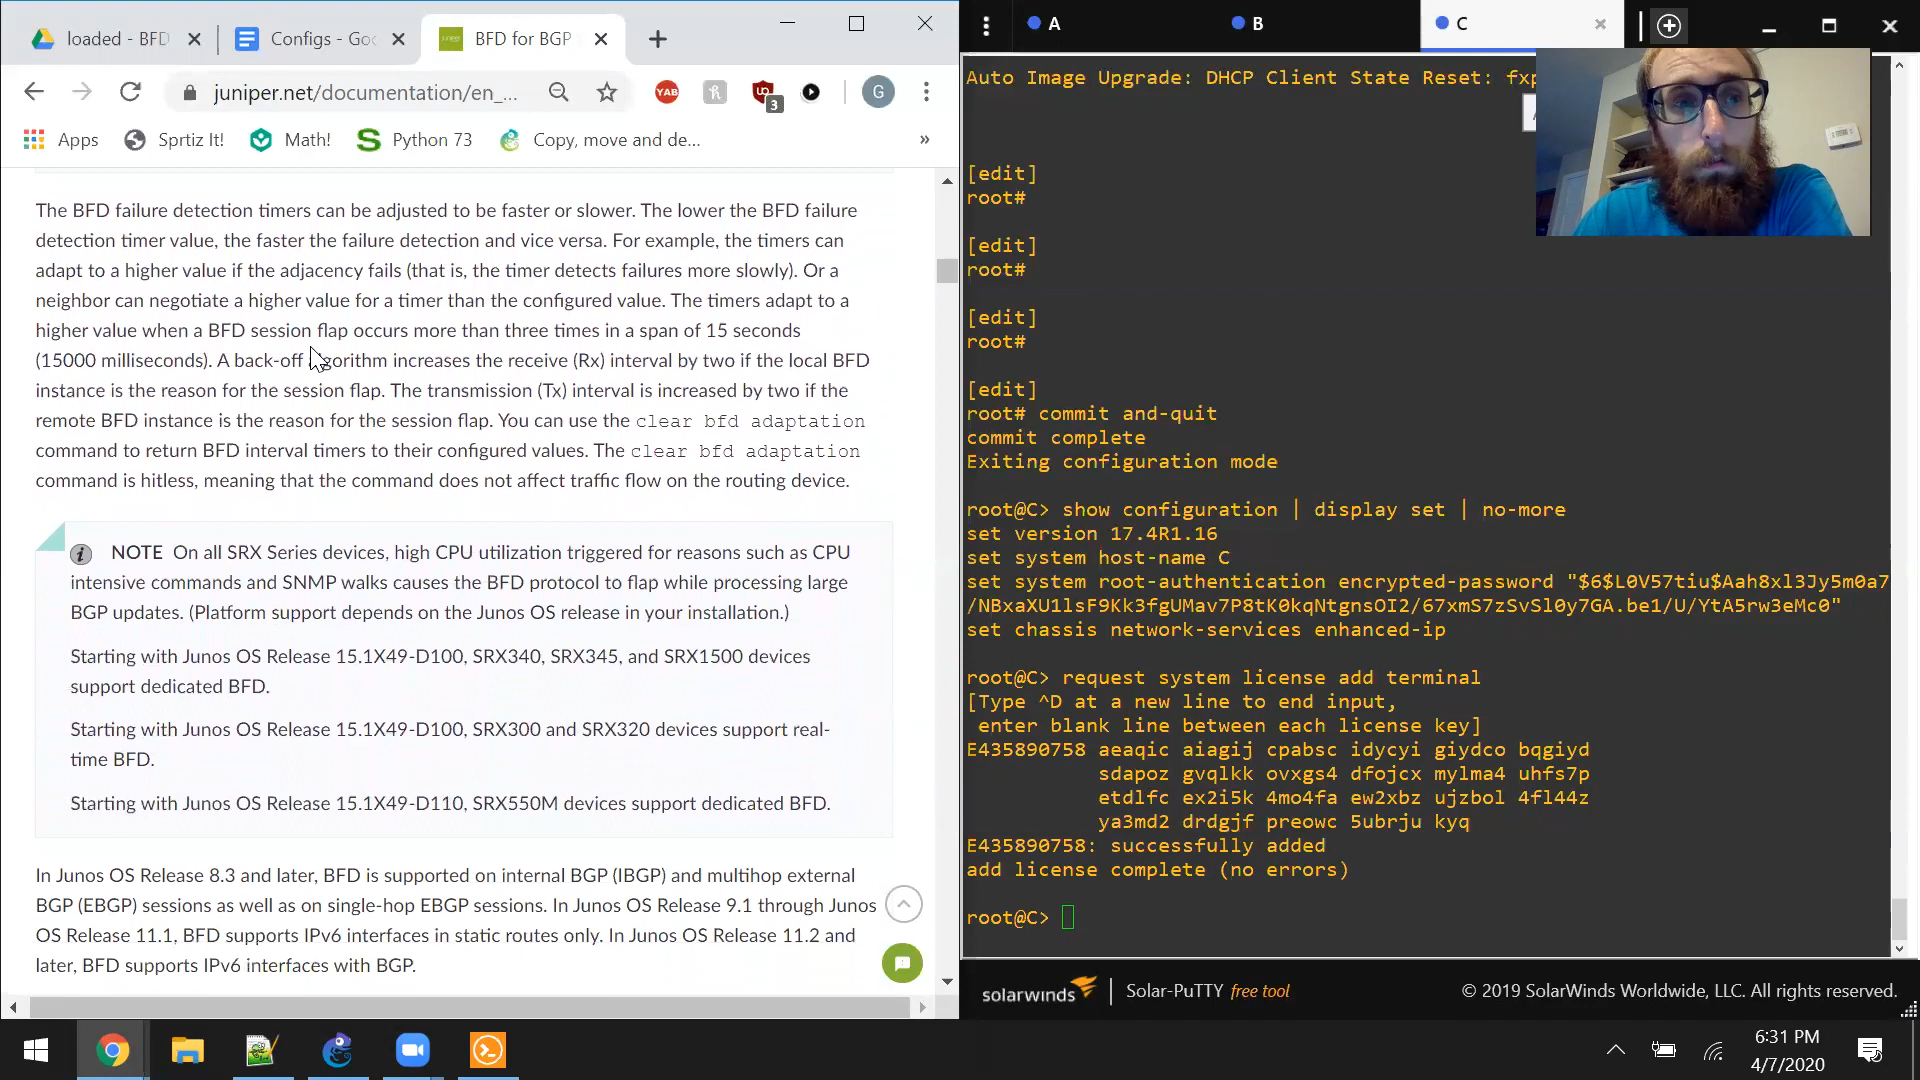 loaded - BFD
Configs - Goo
BFD for BGP
A
B
C
juniper.net/documentation/en_...
YAB
3
G
Apps
Sprtiz It!
Math!
Python 73
Copy, move and de...
»
The BFD failure detection timers can be adjusted to be faster or slower. The lower the BFD failure
detection timer value, the faster the failure detection and vice versa. For example, the timers can
adapt to a higher value if the adjacency fails (that is, the timer detects failures more slowly). Or a
neighbor can negotiate a higher value for a timer than the configured value. The timers adapt to a
higher value when a BFD session flap occurs more than three times in a span of 15 seconds
(15000 milliseconds). A back-off algorithm increases the receive (Rx) interval by two if the local BFD
instance is the reason for the session flap. The transmission (Tx) interval is increased by two if the
remote BFD instance is the reason for the session flap. You can use the clear bfd adaptation
command to return BFD interval timers to their configured values. The clear bfd adaptation
command is hitless, meaning that the command does not affect traffic flow on the routing device.
NOTE On all SRX Series devices, high CPU utilization triggered for reasons such as CPU
intensive commands and SNMP walks causes the BFD protocol to flap while processing large
BGP updates. (Platform support depends on the Junos OS release in your installation.)
Starting with Junos OS Release 15.1X49-D100, SRX340, SRX345, and SRX1500 devices
support dedicated BFD.
Starting with Junos OS Release 15.1X49-D100, SRX300 and SRX320 devices support real-
time BFD.
Starting with Junos OS Release 15.1X49-D110, SRX550M devices support dedicated BFD.
In Junos OS Release 8.3 and later, BFD is supported on internal BGP (IBGP) and multihop external
BGP (EBGP) sessions as well as on single-hop EBGP sessions. In Junos OS Release 9.1 through Junos
OS Release 11.1, BFD supports IPv6 interfaces in static routes only. In Junos OS Release 11.2 and
later, BFD supports IPv6 interfaces with BGP.
Auto Image Upgrade: DHCP Client State Reset: fxp
[edit]
root#
[edit]
root#
[edit]
root#
[edit]
root# commit and-quit
commit complete
Exiting configuration mode
root@C> show configuration | display set | no-more
set version 17.4R1.16
set system host-name C
set system root-authentication encrypted-password "$6$L0V57tiu$Aah8xl3Jy5m0a7
/NBxaXU1lsF9Kk3fgUMav7P8tK0kqNtgnsOI2/67xmS7zSvSl0y7GA.be1/U/YtA5rw3eMc0"
set chassis network-services enhanced-ip
root@C> request system license add terminal
[Type ^D at a new line to end input,
enter blank line between each license key]
E435890758 aeaqic aiagij cpabsc idycyi giydco bqgiyd
sdapoz gvqlkk ovxgs4 dfojcx mylma4 uhfs7p
etdlfc ex2i5k 4mo4fa ew2xbz ujzbol 4fl44z
ya3md2 drdgjf preowc 5ubrju kyq
E435890758: successfully added
add license complete (no errors)
root@C>
solarwinds
Solar-PuTTY free tool
© 2019 SolarWinds Worldwide, LLC. All rights reserved.
6:31 PM
4/7/2020